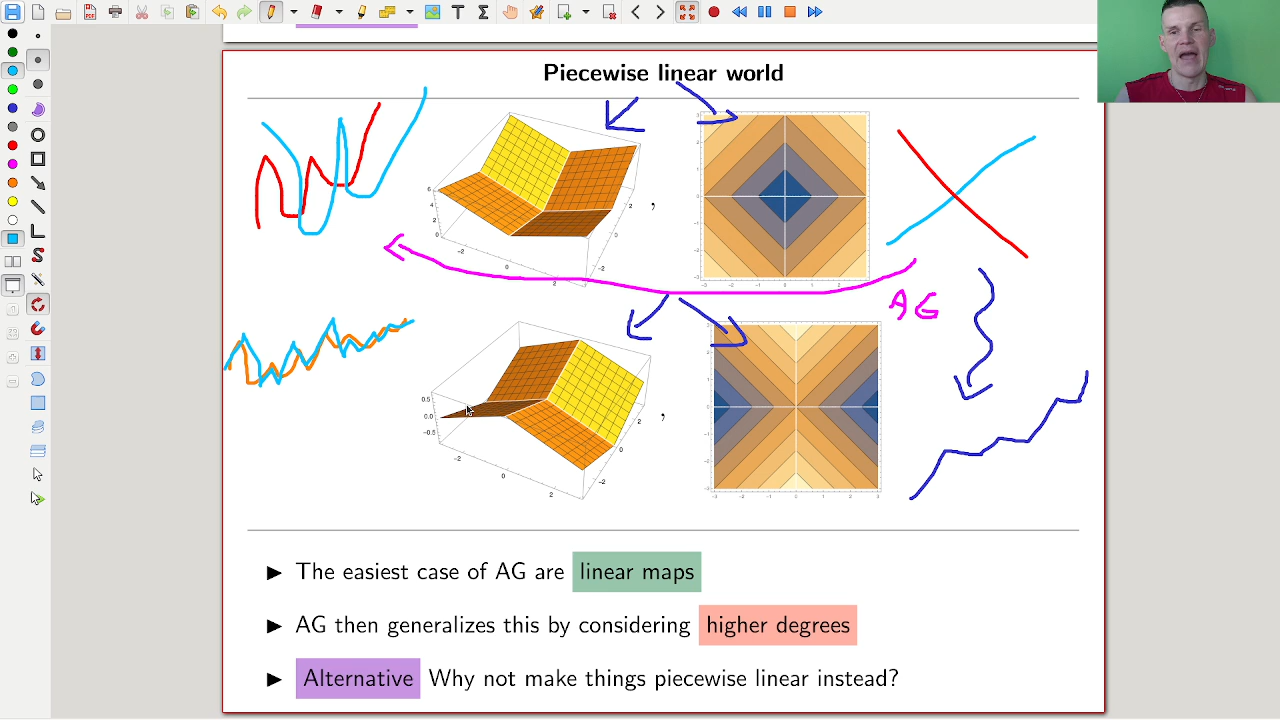 Piecewise linear world
AG
▶ The easiest case of AG are linear maps
▶ AG then generalizes this by considering higher degrees
▶ Alternative Why not make things piecewise linear instead?